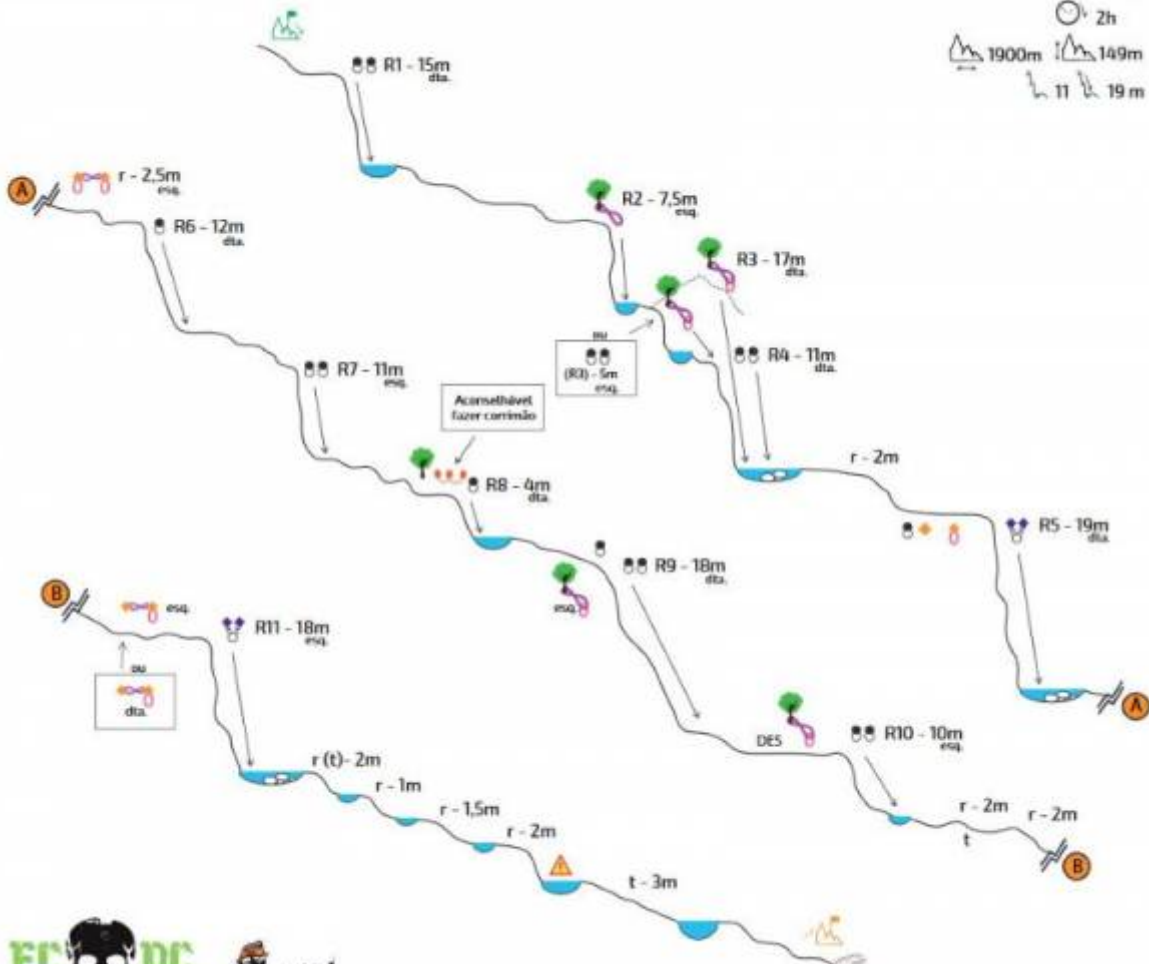 2h
1900m 149m
11 19 m
R1 - 15m
dta.
R2 - 7,5m
esq.
R3 - 17m
dta.
ou
(R3) - 5m
esq.
R4 - 11m
dta.
r - 2m
R5 - 19m
dta.
A
A
r - 2,5m
esq.
R6 - 12m
dta.
R7 - 11m
esq.
Aconselhável
fazer corrimão
R8 - 4m
dta.
R9 - 18m
dta.
esq.
DES
R10 - 10m
esq.
r - 2m
t
r - 2m
B
B
esq.
ou
dta.
R11 - 18m
esq.
r (t)- 2m
r - 1m
r - 1,5m
r - 2m
t - 3m